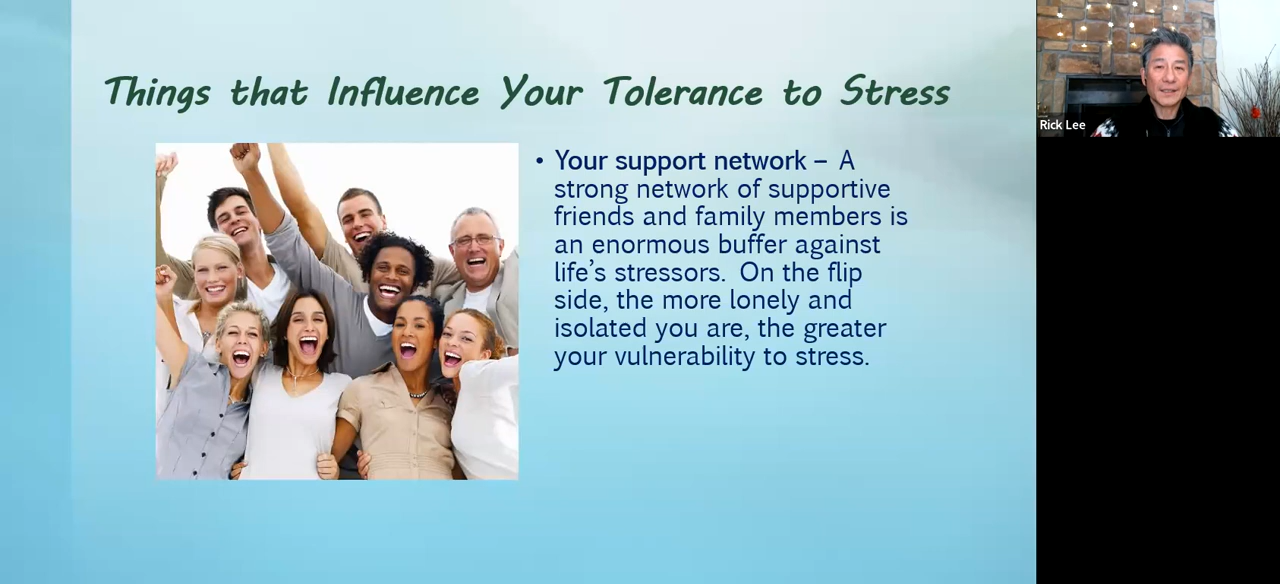 Things that Influence Your Tolerance to Stress
• Your support network – A
strong network of supportive
friends and family members is
an enormous buffer against
life’s stressors. On the flip
side, the more lonely and
isolated you are, the greater
your vulnerability to stress.
Rick Lee